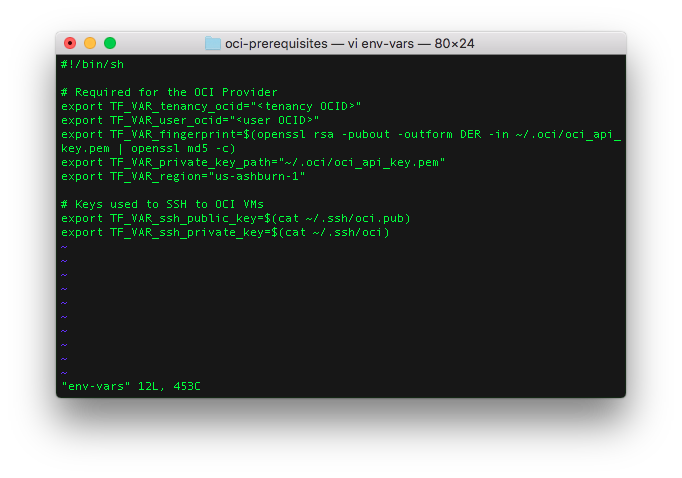 oci-prerequisites — vi env-vars — 80×24
#!/bin/sh
# Required for the OCI Provider
export TF_VAR_tenancy_ocid="<tenancy OCID>"
export TF_VAR_user_ocid="<user OCID>"
export TF_VAR_fingerprint=$(openssl rsa -pubout -outform DER -in ~/.oci/oci_api_
key.pem | openssl md5 -c)
export TF_VAR_private_key_path="~/.oci/oci_api_key.pem"
export TF_VAR_region="us-ashburn-1"
# Keys used to SSH to OCI VMs
export TF_VAR_ssh_public_key=$(cat ~/.ssh/oci.pub)
export TF_VAR_ssh_private_key=$(cat ~/.ssh/oci)
~
~
~
~
~
~
~
~
~
~
"env-vars" 12L, 453C